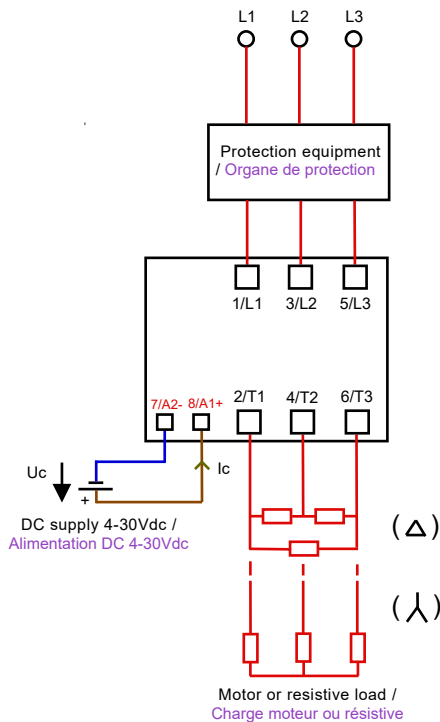 L1 L2 L3
Protection equipment
/ Organe de protection
1/L1 3/L2 5/L3
7/A2- 8/A1+ 2/T1 4/T2 6/T3
Uc Ic
+
DC supply 4-30Vdc /
Alimentation DC 4-30Vdc
Motor or resistive load /
Charge moteur ou résistive